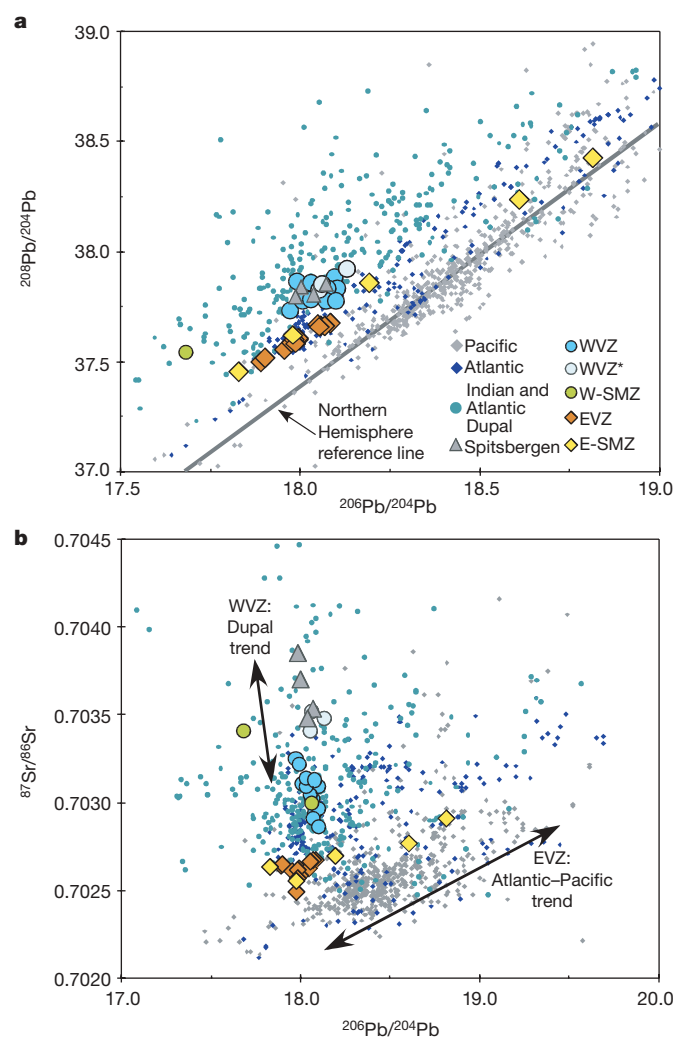 a
39.0
38.5
38.0
37.5
37.0
208Pb/204Pb
17.5
18.0
18.5
19.0
206Pb/204Pb
Northern
Hemisphere
reference line
Pacific
Atlantic
Indian and
Atlantic
Dupal
Spitsbergen
WVZ
WVZ*
W-SMZ
EVZ
E-SMZ
b
0.7045
0.7040
0.7035
0.7030
0.7025
0.7020
87Sr/86Sr
WVZ:
Dupal
trend
EVZ:
Atlantic–Pacific
trend
17.0
18.0
19.0
20.0
206Pb/204Pb